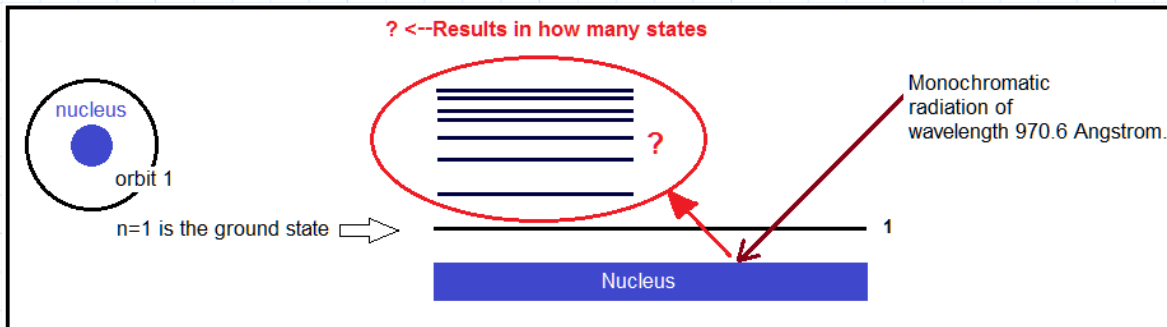 ? <--Results in how many states
nucleus
orbit 1
n=1 is the ground state
?
1
Nucleus
Monochromatic
radiation of
wavelength 970.6 Angstrom.